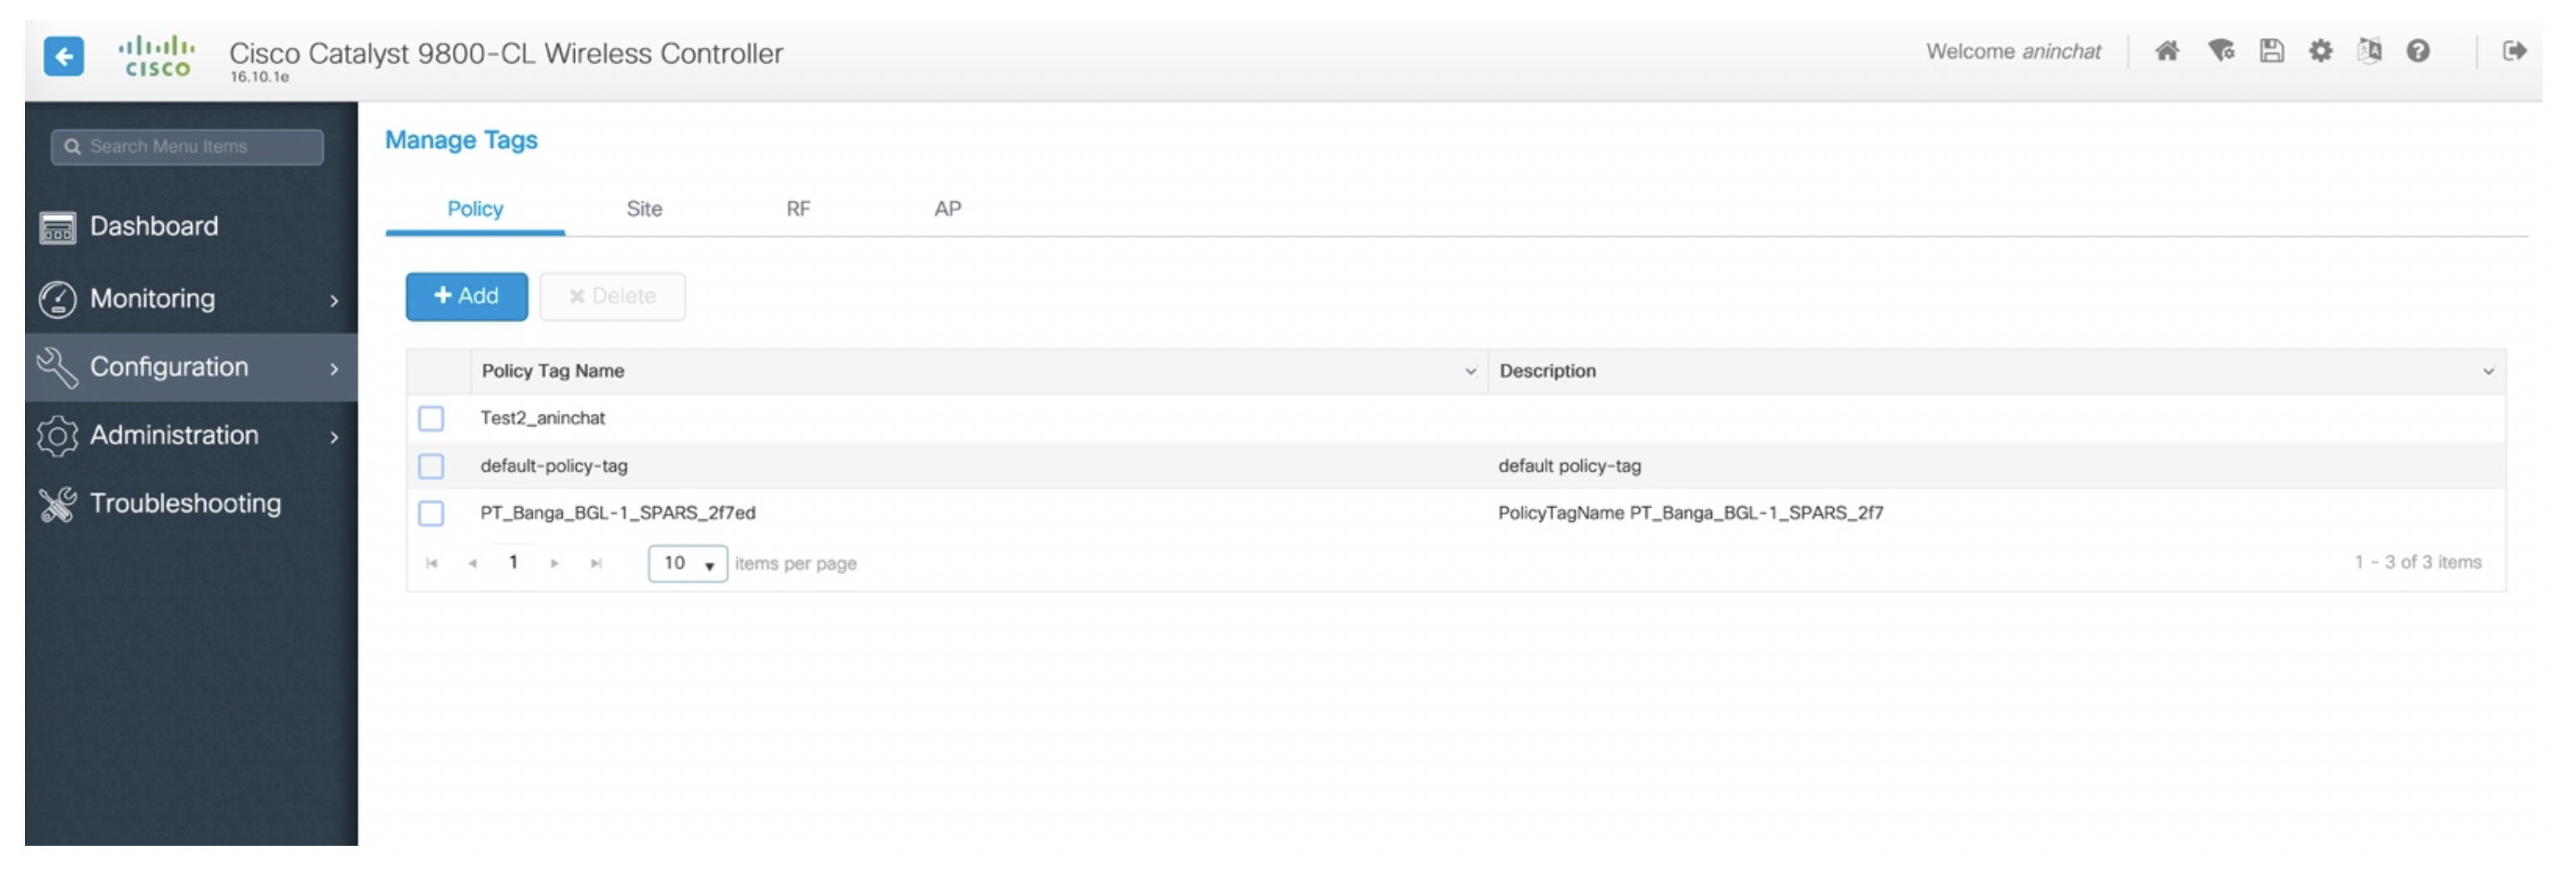 CISCO
Cisco Catalyst 9800-CL Wireless Controller
16.10.1e
Welcome aninchat
Search Menu Items
Dashboard
Monitoring
Configuration
Administration
Troubleshooting
Manage Tags
Policy Site RF AP
+ Add × Delete
Policy Tag Name Description
Test2_aninchat
default-policy-tag default policy-tag
PT_Banga_BGL-1_SPARS_2f7ed PolicyTagName PT_Banga_BGL-1_SPARS_2f7
1 10 items per page 1 - 3 of 3 items